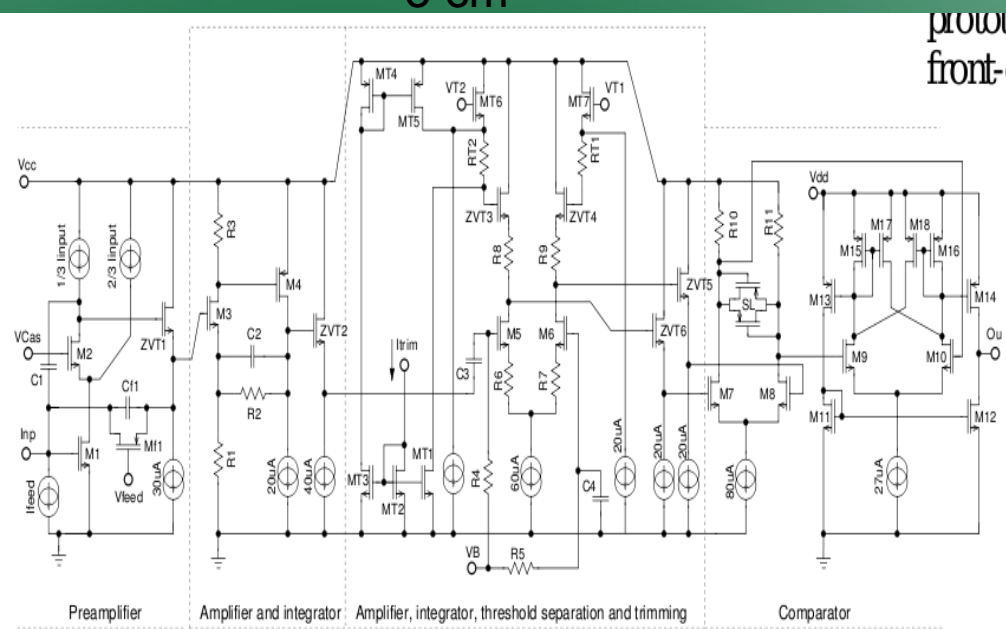 5 cm
front-
MT4
VT2
MT6
MT7
VT1
MT5
RT2
RT1
Vcc
Vdd
ZVT3
ZVT4
R3
R10
R11
M17
M18
M15
M16
1/3 Iinput
2/3 Iinput
R8
R9
M4
ZVT5
SL
M13
M14
M3
ZVT1
VCas
M2
C2
ZVT2
Itrim
M5
M6
ZVT6
Ou
M9
M10
C1
Cf1
R2
C3
R6
R7
M7
M8
M11
M12
Inp
M1
Mf1
R1
MT3
MT1
MT2
R4
C4
Ifeed
Vfeed
30uA
20uA
40uA
60uA
20uA
20uA
20uA
80uA
27uA
VB
R5
Preamplifier
Amplifier and integrator
Amplifier, integrator, threshold separation and trimming
Comparator